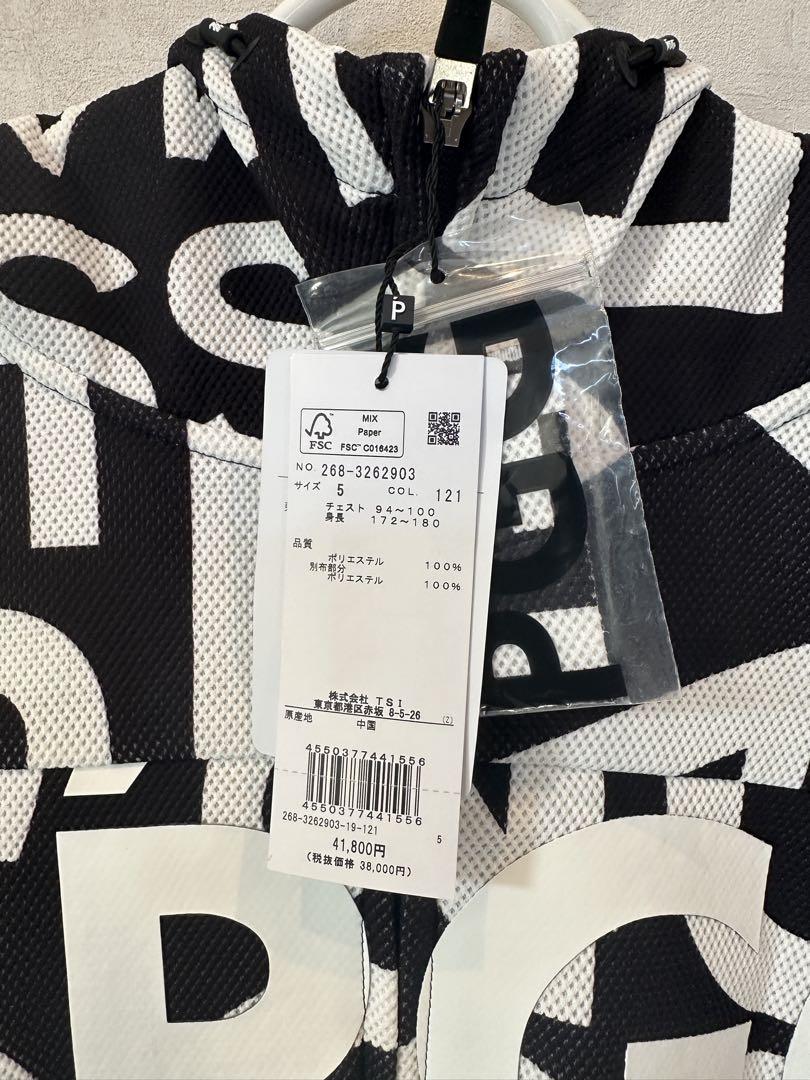 P
MIX
Paper
FSC™ C016423
FSC™
NO. 268-3262903
サイズ 5 COL. 121
チェスト 94～100
身長 172～180
品質
ポリエステル 100%
別布部分
ポリエステル 100%
株式会社 TSI
東京都港区赤坂 8-5-26 (2)
原産地 中国
4550377441556
4550377441556
268-3262903-19-121 5
41,800円
(税抜価格 38,000円)
PGG
PG